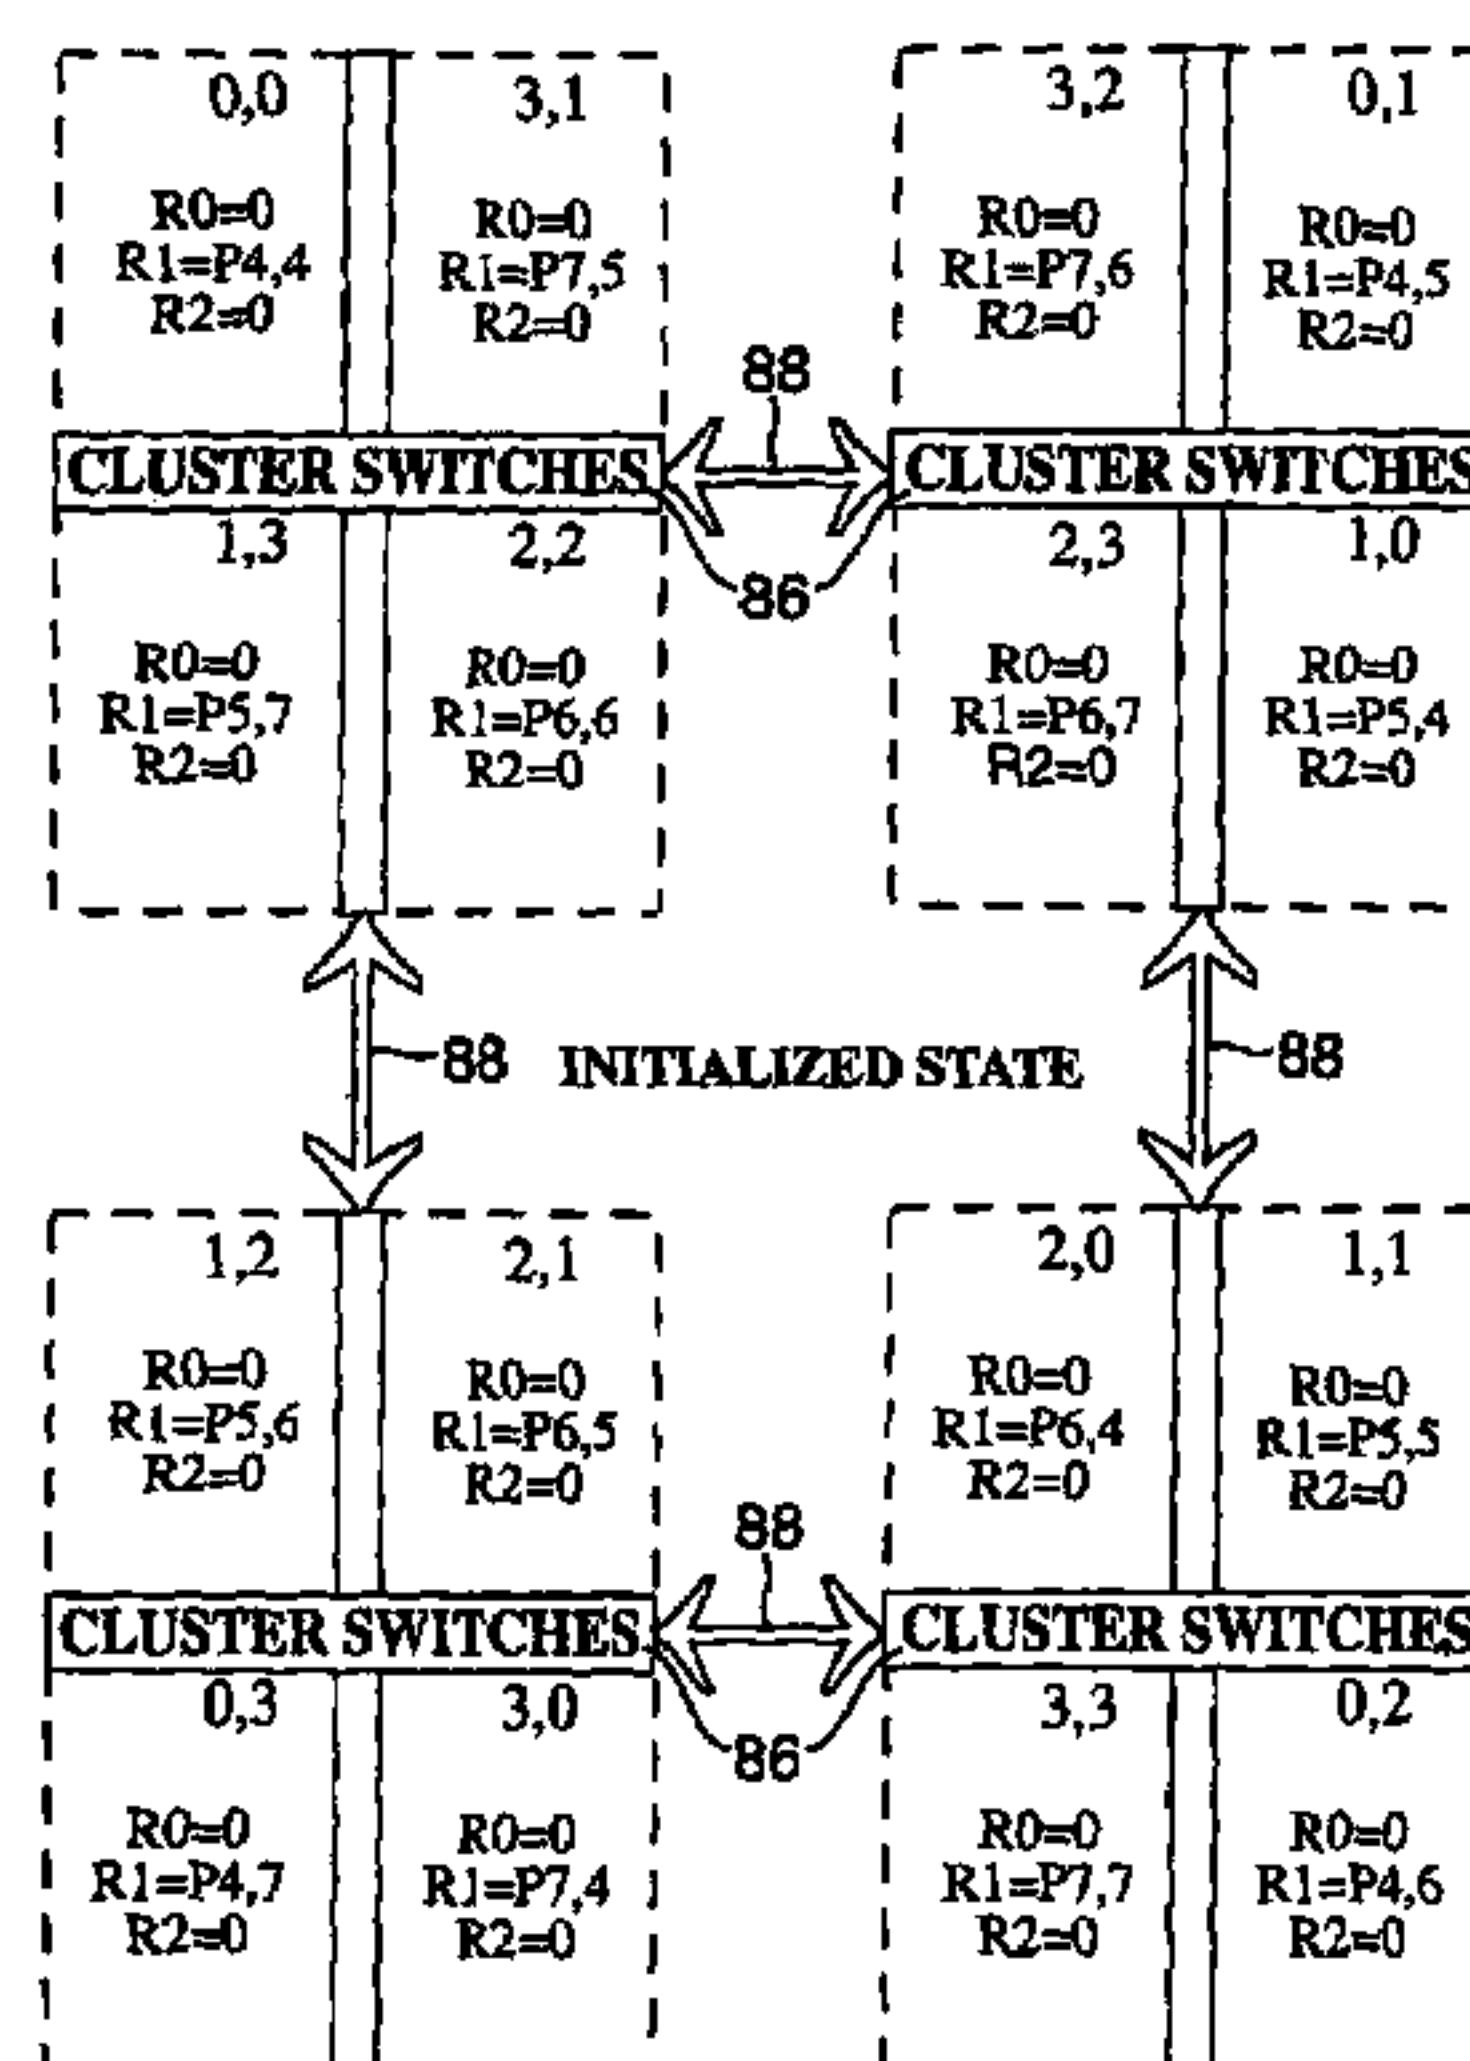 0,0
3,1
R0=0
R1=P4,4
R2=0
R0=0
R1=P7,5
R2=0
3,2
0,1
R0=0
R1=P7,6
R2=0
R0=0
R1=P4,5
R2=0
88
CLUSTER SWITCHES
CLUSTER SWITCHES
86
1,3
2,2
R0=0
R1=P5,7
R2=0
R0=0
R1=P6,6
R2=0
2,3
1,0
R0=0
R1=P6,7
R2=0
R0=0
R1=P5,4
R2=0
88
INITIALIZED STATE
88
1,2
2,1
R0=0
R1=P5,6
R2=0
R0=0
R1=P6,5
R2=0
2,0
1,1
R0=0
R1=P6,4
R2=0
R0=0
R1=P5,5
R2=0
88
CLUSTER SWITCHES
CLUSTER SWITCHES
86
0,3
3,0
R0=0
R1=P4,7
R2=0
R0=0
R1=P7,4
R2=0
3,3
0,2
R0=0
R1=P7,7
R2=0
R0=0
R1=P4,6
R2=0